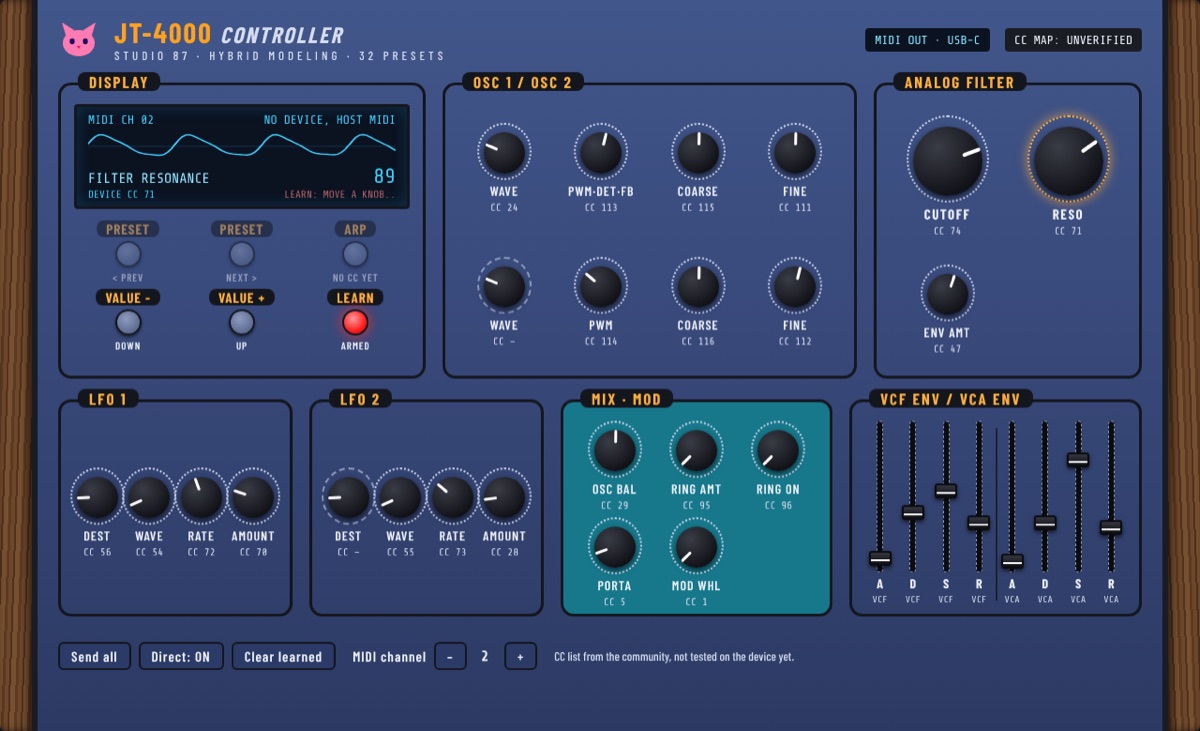 JT-4000 CONTROLLER
STUDIO 87 · HYBRID MODELING · 32 PRESETS
MIDI OUT · USB-C
CC MAP: UNVERIFIED
DISPLAY
MIDI CH 02
NO DEVICE, HOST MIDI
FILTER RESONANCE
89
DEVICE CC 71
LEARN: MOVE A KNOB..
PRESET
PRESET
ARP
< PREV
NEXT >
NO CC YET
VALUE -
VALUE +
LEARN
DOWN
UP
ARMED
OSC 1 / OSC 2
WAVE
PWM·DET·FB
COARSE
FINE
CC 24
CC 113
CC 115
CC 111
WAVE
PWM
COARSE
FINE
CC –
CC 114
CC 116
CC 112
ANALOG FILTER
CUTOFF
RESO
CC 74
CC 71
ENV AMT
CC 47
LFO 1
DEST
WAVE
RATE
AMOUNT
CC 56
CC 54
CC 72
CC 70
LFO 2
DEST
WAVE
RATE
AMOUNT
CC –
CC 55
CC 73
CC 28
MIX · MOD
OSC BAL
RING AMT
RING ON
CC 29
CC 95
CC 96
PORTA
MOD WHL
CC 5
CC 1
VCF ENV / VCA ENV
A D S R A D S R
VCF VCF VCF VCF VCA VCA VCA VCA
Send all
Direct: ON
Clear learned
MIDI channel
–
2
+
CC list from the community, not tested on the device yet.